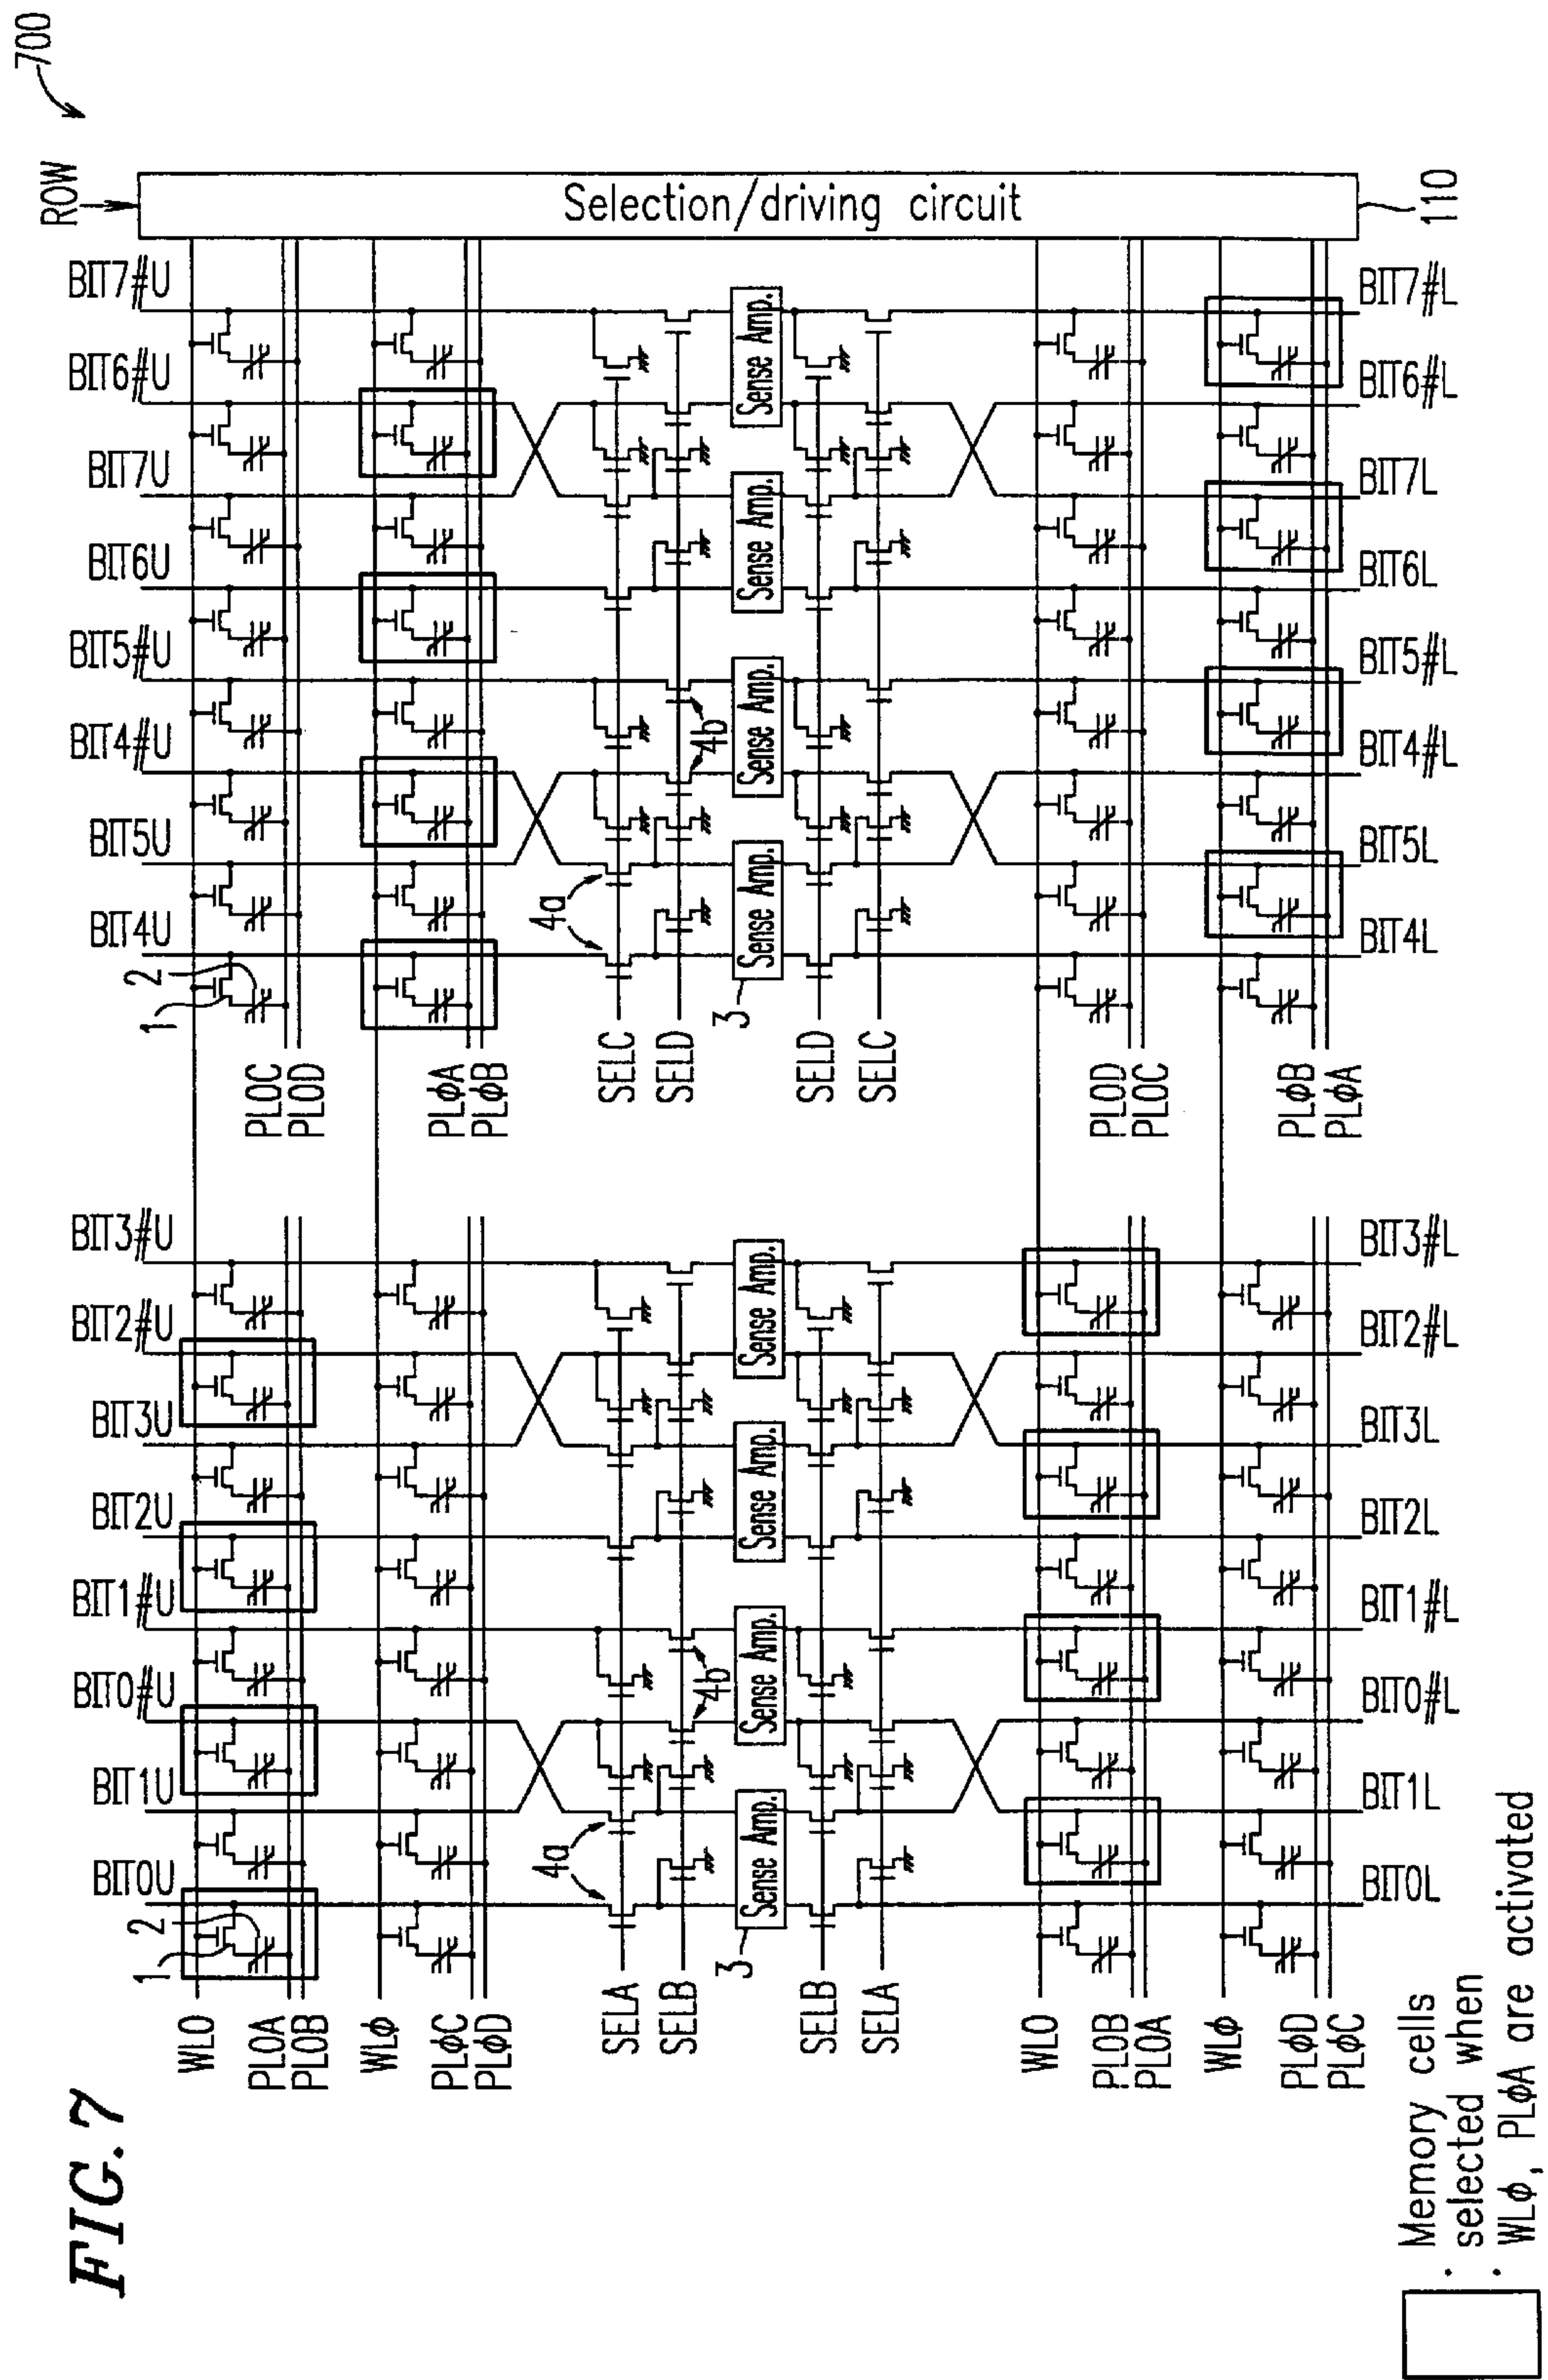 FIG.7
700
ROW
Selection/driving circuit
110
BIT0U
BIT1U
BIT0#U
BIT1#U
BIT2U
BIT3U
BIT2#U
BIT3#U
BIT4U
BIT5U
BIT4#U
BIT5#U
BIT6U
BIT7U
BIT6#U
BIT7#U
1
2
1
2
WL0
PL0A
PL0B
PL0C
PL0D
WLϕ
PLϕC
PLϕD
PLϕA
PLϕB
4a
4a
SELA
SELB
SELC
SELD
4b
4b
3
Sense Amp.
Sense Amp.
Sense Amp.
Sense Amp.
3
Sense Amp.
Sense Amp.
Sense Amp.
Sense Amp.
SELB
SELA
SELD
SELC
WL0
PL0B
PL0A
PL0D
PL0C
WLϕ
PLϕD
PLϕC
PLϕB
PLϕA
BIT0L
BIT1L
BIT0#L
BIT1#L
BIT2L
BIT3L
BIT2#L
BIT3#L
BIT4L
BIT5L
BIT4#L
BIT5#L
BIT6L
BIT7L
BIT6#L
BIT7#L
: Memory cells
selected when
WLϕ, PLϕA are activated